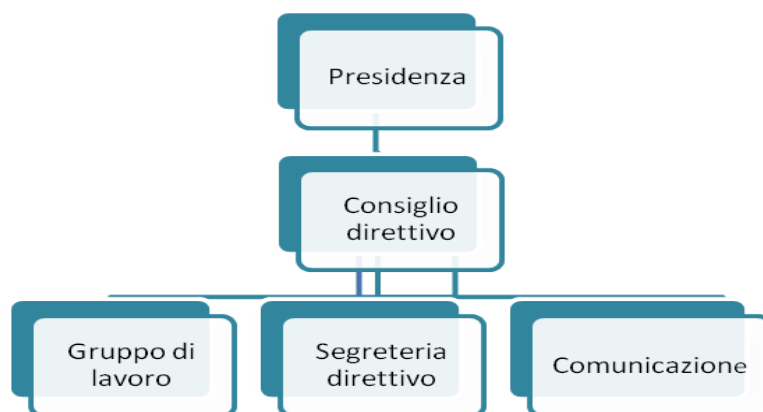 Presidenza
Consiglio
direttivo
Gruppo di
lavoro
Segreteria
direttivo
Comunicazione